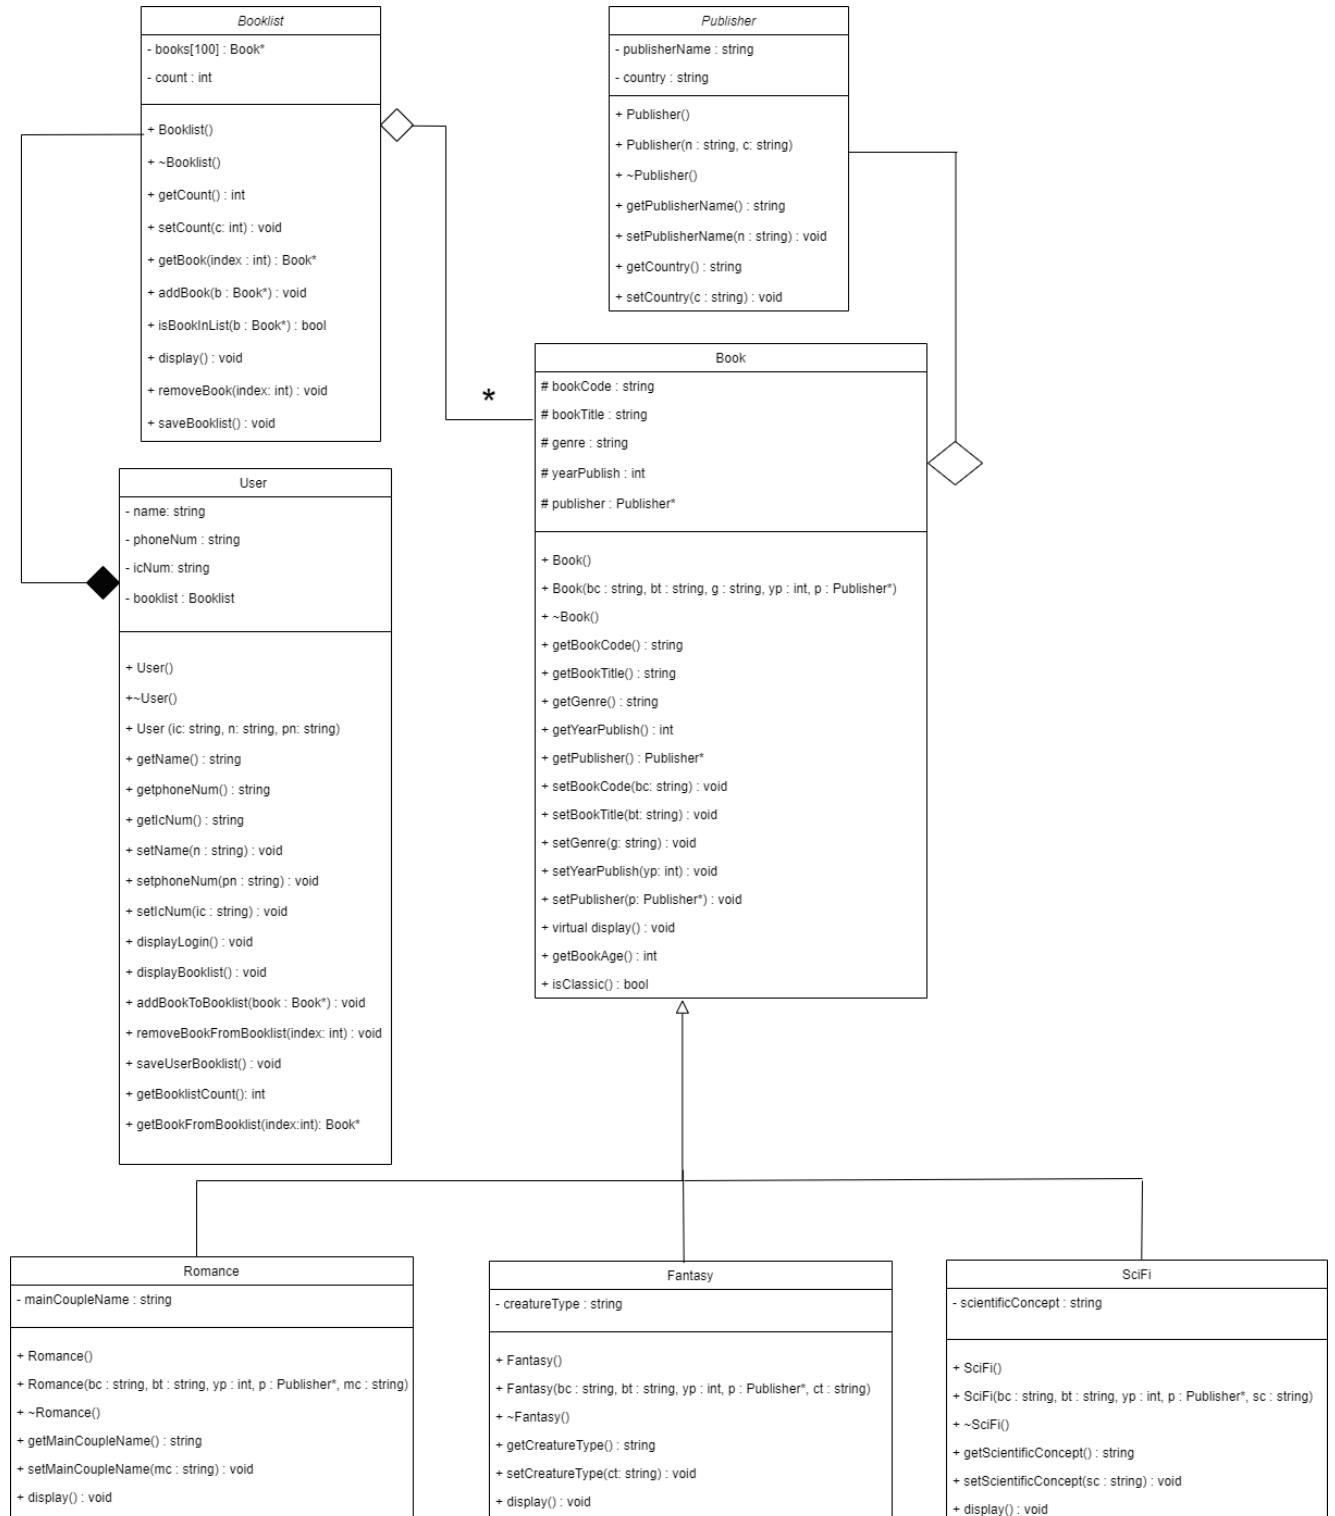 Booklist
- books[100] : Book*
- count : int
+ Booklist()
+ ~Booklist()
+ getCount() : int
+ setCount(c: int) : void
+ getBook(index : int) : Book*
+ addBook(b : Book*) : void
+ isBookInList(b : Book*) : bool
+ display() : void
+ removeBook(index: int) : void
+ saveBooklist() : void
Publisher
- publisherName : string
- country : string
+ Publisher()
+ Publisher(n : string, c: string)
+ ~Publisher()
+ getPublisherName() : string
+ setPublisherName(n : string) : void
+ getCountry() : string
+ setCountry(c : string) : void
*
Book
# bookCode : string
# bookTitle : string
# genre : string
# yearPublish : int
# publisher : Publisher*
+ Book()
+ Book(bc : string, bt : string, g : string, yp : int, p : Publisher*)
+ ~Book()
+ getBookCode() : string
+ getBookTitle() : string
+ getGenre() : string
+ getYearPublish() : int
+ getPublisher() : Publisher*
+ setBookCode(bc: string) : void
+ setBookTitle(bt: string) : void
+ setGenre(g: string) : void
+ setYearPublish(yp: int) : void
+ setPublisher(p: Publisher*) : void
+ virtual display() : void
+ getBookAge() : int
+ isClassic() : bool
User
- name: string
- phoneNum : string
- icNum: string
- booklist : Booklist
+ User()
+~User()
+ User (ic: string, n: string, pn: string)
+ getName() : string
+ getphoneNum() : string
+ getIcNum() : string
+ setName(n : string) : void
+ setphoneNum(pn : string) : void
+ setIcNum(ic : string) : void
+ displayLogin() : void
+ displayBooklist() : void
+ addBookToBooklist(book : Book*) : void
+ removeBookFromBooklist(index: int) : void
+ saveUserBooklist() : void
+ getBooklistCount(): int
+ getBookFromBooklist(index:int): Book*
Romance
- mainCoupleName : string
+ Romance()
+ Romance(bc : string, bt : string, yp : int, p : Publisher*, mc : string)
+ ~Romance()
+ getMainCoupleName() : string
+ setMainCoupleName(mc : string) : void
+ display() : void
Fantasy
- creatureType : string
+ Fantasy()
+ Fantasy(bc : string, bt : string, yp : int, p : Publisher*, ct : string)
+ ~Fantasy()
+ getCreatureType() : string
+ setCreatureType(ct: string) : void
+ display() : void
SciFi
- scientificConcept : string
+ SciFi()
+ SciFi(bc : string, bt : string, yp : int, p : Publisher*, sc : string)
+ ~SciFi()
+ getScientificConcept() : string
+ setScientificConcept(sc : string) : void
+ display() : void